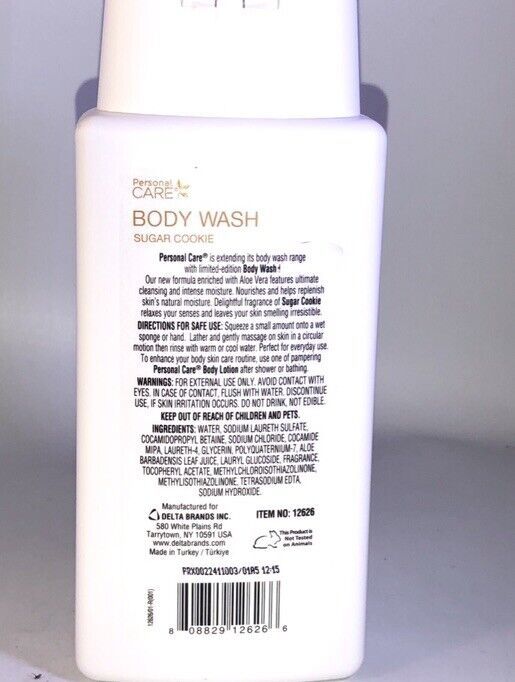 Personal
CARE
BODY WASH
SUGAR COOKIE
Personal Care® is extending its body wash range
with limited-edition Body Wash
Our new formula enriched with Aloe Vera features ultimate
cleansing and intense moisture. Nourishes and helps replenish
skin's natural moisture. Delightful fragrance of Sugar Cookie
relaxes your senses and leaves your skin smelling irresistible.
DIRECTIONS FOR SAFE USE: Squeeze a small amount onto a wet
sponge or hand. Lather and gently massage on skin in a circular
motion then rinse with warm or cool water. Perfect for everyday use.
To enhance your body skin care routine, use one of pampering
Personal Care® Body Lotion after shower or bathing.
WARNINGS: FOR EXTERNAL USE ONLY. AVOID CONTACT WITH
EYES. IN CASE OF CONTACT, FLUSH WITH WATER. DISCONTINUE
USE, IF SKIN IRRITATION OCCURS. DO NOT DRINK, NOT EDIBLE.
KEEP OUT OF REACH OF CHILDREN AND PETS.
INGREDIENTS: WATER, SODIUM LAURETH SULFATE,
COCAMIDOPROPYL BETAINE, SODIUM CHLORIDE, COCAMIDE
MIPA, LAURETH-4, GLYCERIN, POLYQUATERNIUM-7, ALOE
BARBADENSIS LEAF JUICE, LAURYL GLUCOSIDE, FRAGRANCE,
TOCOPHERYL ACETATE, METHYLCHLOROISOTHIAZOLINONE,
METHYLISOTHIAZOLINONE, TETRASODIUM EDTA,
SODIUM HYDROXIDE.
Manufactured for
DELTA BRANDS INC.
580 White Plains Rd
Tarrytown, NY 10591 USA
www.deltabrands.com
Made in Turkey / Türkiye
ITEM NO: 12626
This Product is
Not Tested
on Animals
PRX0022411003/01A5 12:15
12626/01-R(001)
8 08829 12626 6